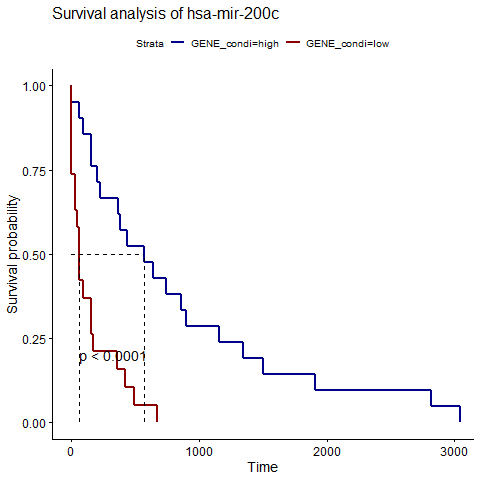 Survival analysis of hsa-mir-200c
Strata GENE_condi=high GENE_condi=low
Survival probability
1.00
0.75
0.50
0.25
0.00
p < 0.0001
0 1000 2000 3000
Time